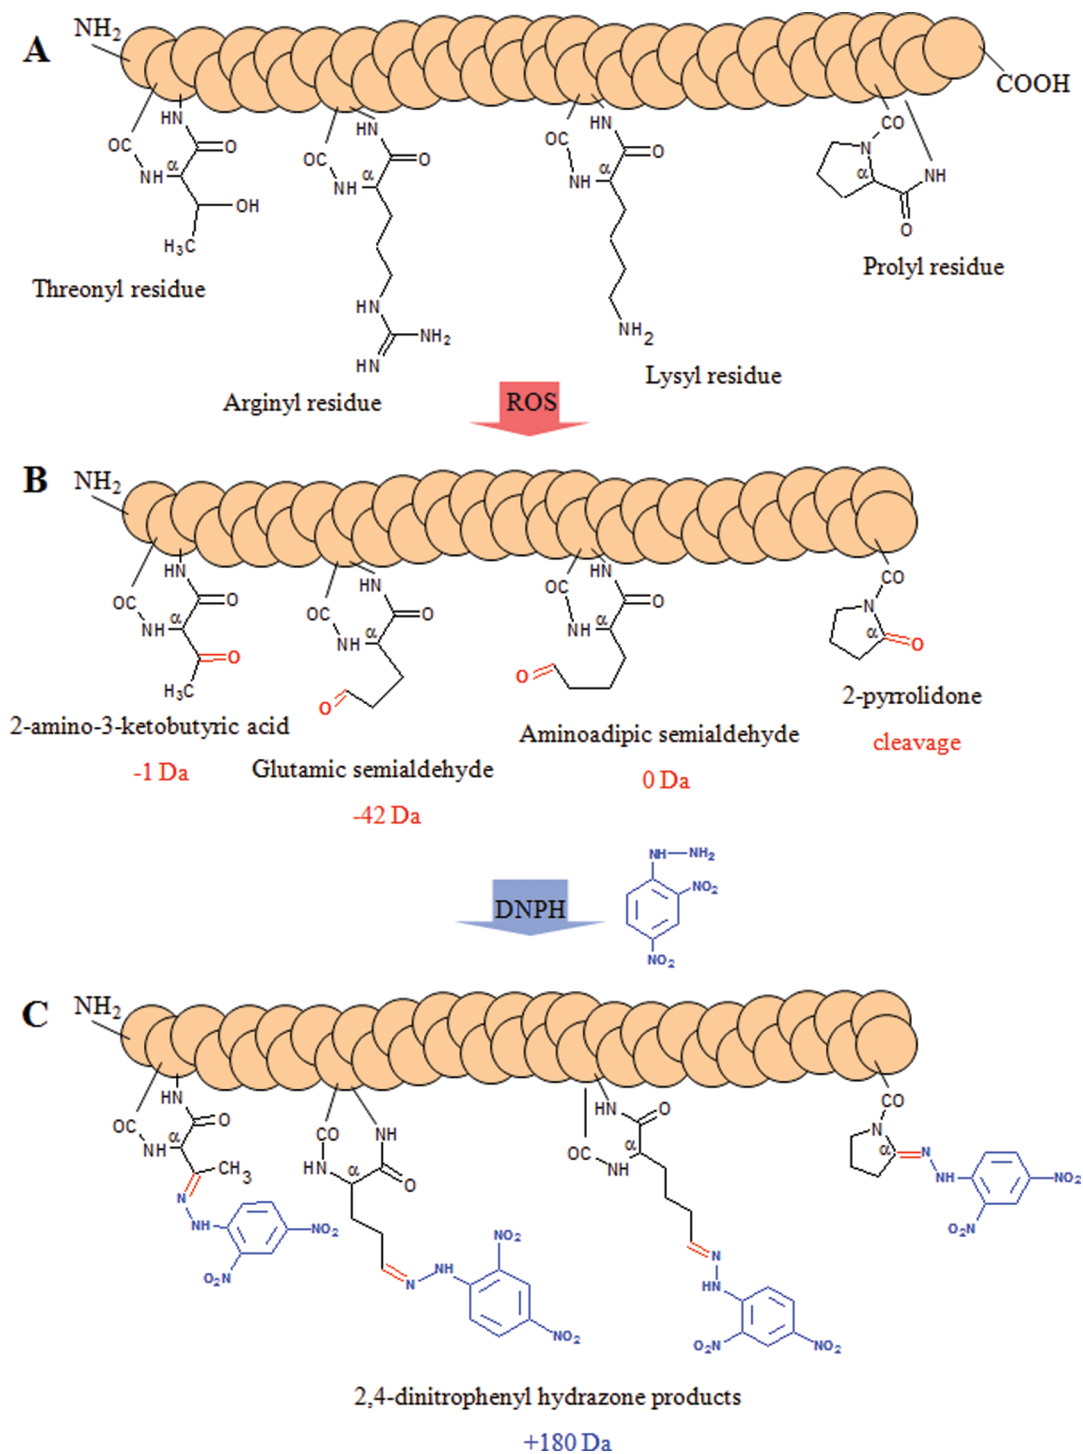 A
NH2
COOH
HN
OC
O
NH
α
OH
H3C
Threonyl residue
HN
OC
O
NH
α
HN
NH2
HN
Arginyl residue
HN
OC
O
NH
α
NH2
Lysyl residue
CO
N
α
NH
O
Prolyl residue
ROS
B
NH2
HN
OC
O
NH
α
O
H3C
2-amino-3-ketobutyric acid
-1 Da
HN
OC
O
NH
α
O
Glutamic semialdehyde
-42 Da
HN
OC
O
NH
α
O
Aminoadipic semialdehyde
0 Da
CO
N
α
O
2-pyrrolidone
cleavage
DNPH
NH NH2
NO2
NO2
C
NH2
HN
OC
O
NH
α
CH3
N
NH
NO2
O2N
CO
NH
HN
α
O
N
NH
NO2
NO2
HN
O
OC
α
NH
N
HN
O2N
NO2
CO
N
α
N
NH
NO2
O2N
2,4-dinitrophenyl hydrazone products
+180 Da